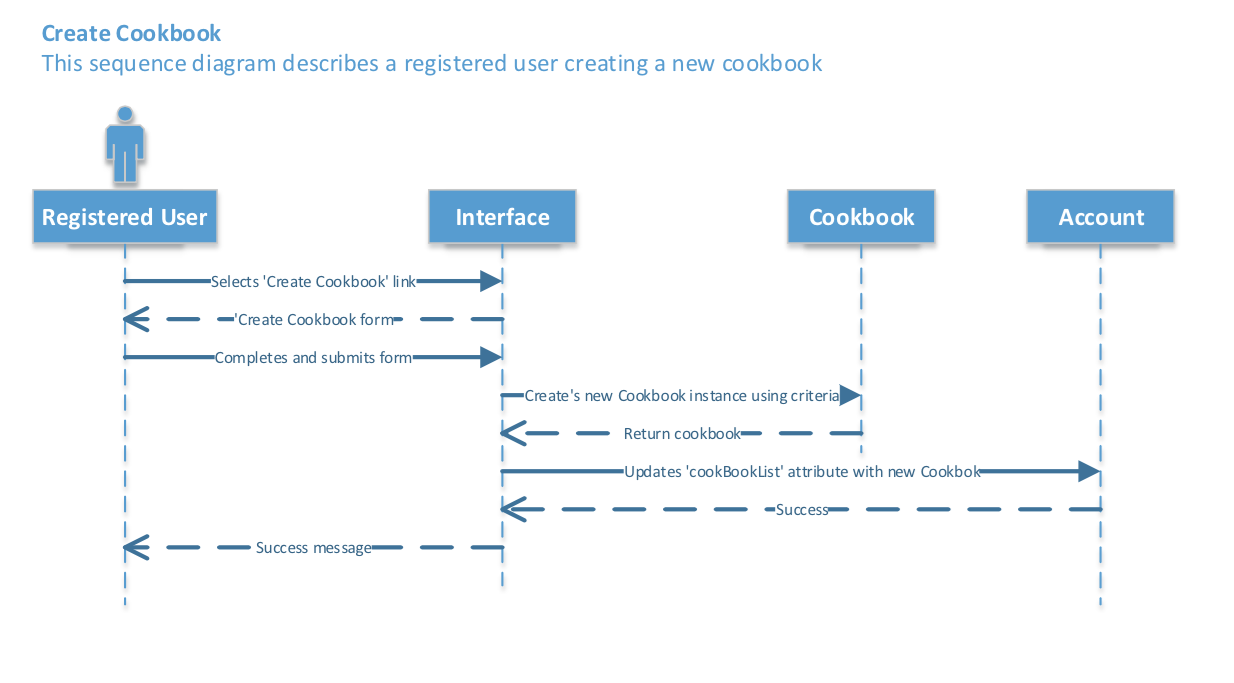 Create Cookbook
This sequence diagram describes a registered user creating a new cookbook
Registered User
Interface
Cookbook
Account
Selects 'Create Cookbook' link
'Create Cookbook form
Completes and submits form
Create's new Cookbook instance using criteria
Return cookbook
Updates 'cookBookList' attribute with new Cookbok
Success
Success message